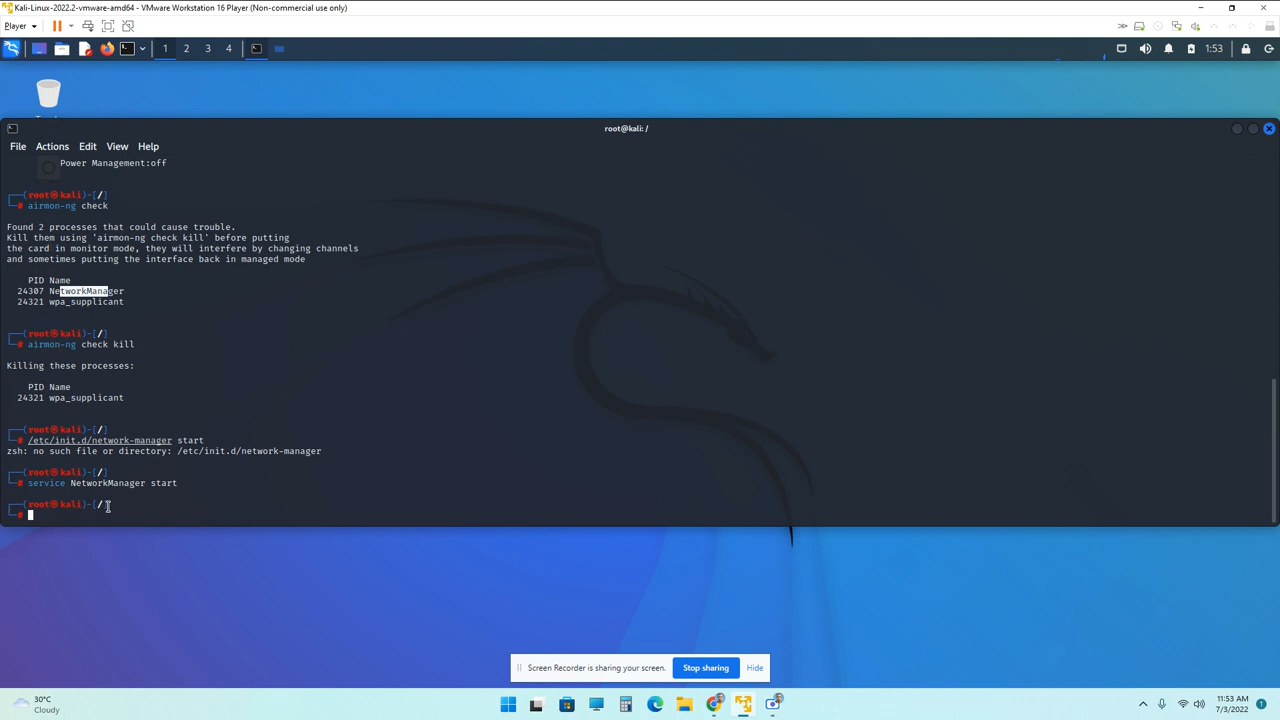 Kali-Linux-2022.2-vmware-amd64 - VMware Workstation 16 Player (Non-commercial use only)
Player
1 2 3 4
1:53
root@kali: /
File Actions Edit View Help
Power Management:off
┌──(root㉿kali)-[/]
└─# airmon-ng check
Found 2 processes that could cause trouble.
Kill them using 'airmon-ng check kill' before putting
the card in monitor mode, they will interfere by changing channels
and sometimes putting the interface back in managed mode
PID Name
24307 NetworkManager
24321 wpa_supplicant
┌──(root㉿kali)-[/]
└─# airmon-ng check kill
Killing these processes:
PID Name
24321 wpa_supplicant
┌──(root㉿kali)-[/]
└─# /etc/init.d/network-manager start
zsh: no such file or directory: /etc/init.d/network-manager
┌──(root㉿kali)-[/]
└─# service NetworkManager start
┌──(root㉿kali)-[/]
└─#
Screen Recorder is sharing your screen. Stop sharing Hide
30°C
Cloudy
11:53 AM
7/3/2022
1